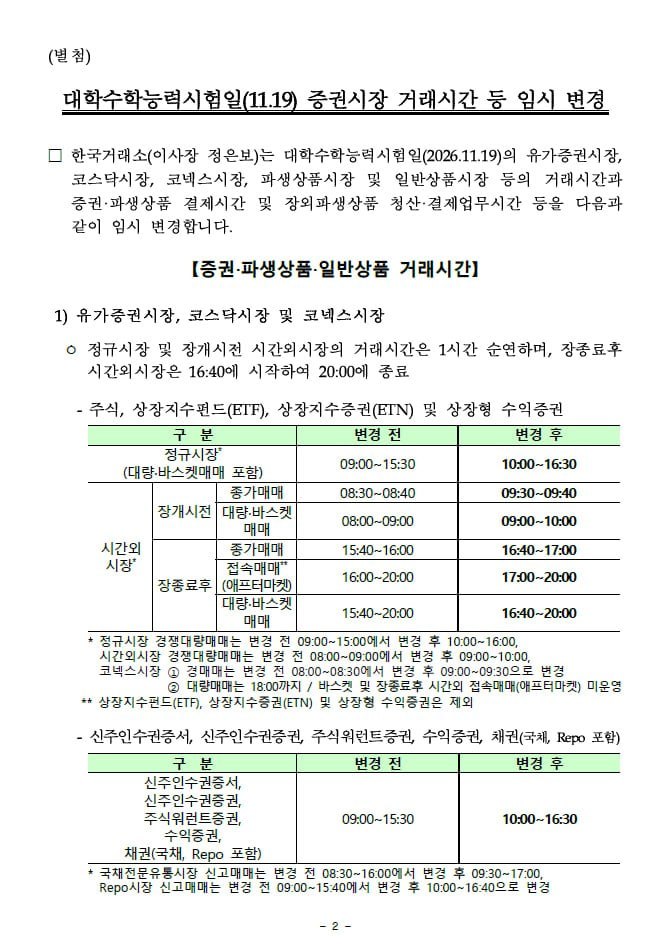 (별 첨)
대학수학능력시험일(11.19) 증권시장 거래시간 등 임시 변경
□ 한국거래소(이사장 정은보)는 대학수학능력시험일(2026.11.19)의 유가증권시장,
코스닥시장, 코넥스시장, 파생상품시장 및 일반상품시장 등의 거래시간과
증권·파생상품 결제시간 및 장외파생상품 청산·결제업무시간 등을 다음과
같이 임시 변경합니다.
【증권·파생상품·일반상품 거래시간】
1) 유가증권시장, 코스닥시장 및 코넥스시장
ㅇ 정규시장 및 장개시전 시간외시장의 거래시간은 1시간 순연하며, 장종료후
시간외시장은 16:40에 시작하여 20:00에 종료
- 주식, 상장지수펀드(ETF), 상장지수증권(ETN) 및 상장형 수익증권
구 분 변경 전 변경 후
정규시장*
(대량·바스켓매매 포함) 09:00~15:30 10:00~16:30
시간외
시장*
장개시전
종가매매 08:30~08:40 09:30~09:40
대량·바스켓
매매 08:00~09:00 09:00~10:00
장종료후
종가매매 15:40~16:00 16:40~17:00
접속매매**
(애프터마켓) 16:00~20:00 17:00~20:00
대량·바스켓
매매 15:40~20:00 16:40~20:00
* 정규시장 경쟁대량매매는 변경 전 09:00~15:00에서 변경 후 10:00~16:00,
시간외시장 경쟁대량매매는 변경 전 08:00~09:00에서 변경 후 09:00~10:00,
코넥스시장 ① 경매매는 변경 전 08:00~08:30에서 변경 후 09:00~09:30으로 변경
② 대량매매는 18:00까지 / 바스켓 및 장종료후 시간외 접속매매(애프터마켓) 미운영
** 상장지수펀드(ETF), 상장지수증권(ETN) 및 상장형 수익증권은 제외
- 신주인수권증서, 신주인수권증권, 주식워런트증권, 수익증권, 채권(국채, Repo 포함)
구 분 변경 전 변경 후
신주인수권증서,
신주인수권증권,
주식워런트증권,
수익증권,
채권(국채, Repo 포함) 09:00~15:30 10:00~16:30
* 국채전문유통시장 신고매매는 변경 전 08:30~16:00에서 변경 후 09:30~17:00,
Repo시장 신고매매는 변경 전 09:00~15:40에서 변경 후 10:00~16:40으로 변경
- 2 -